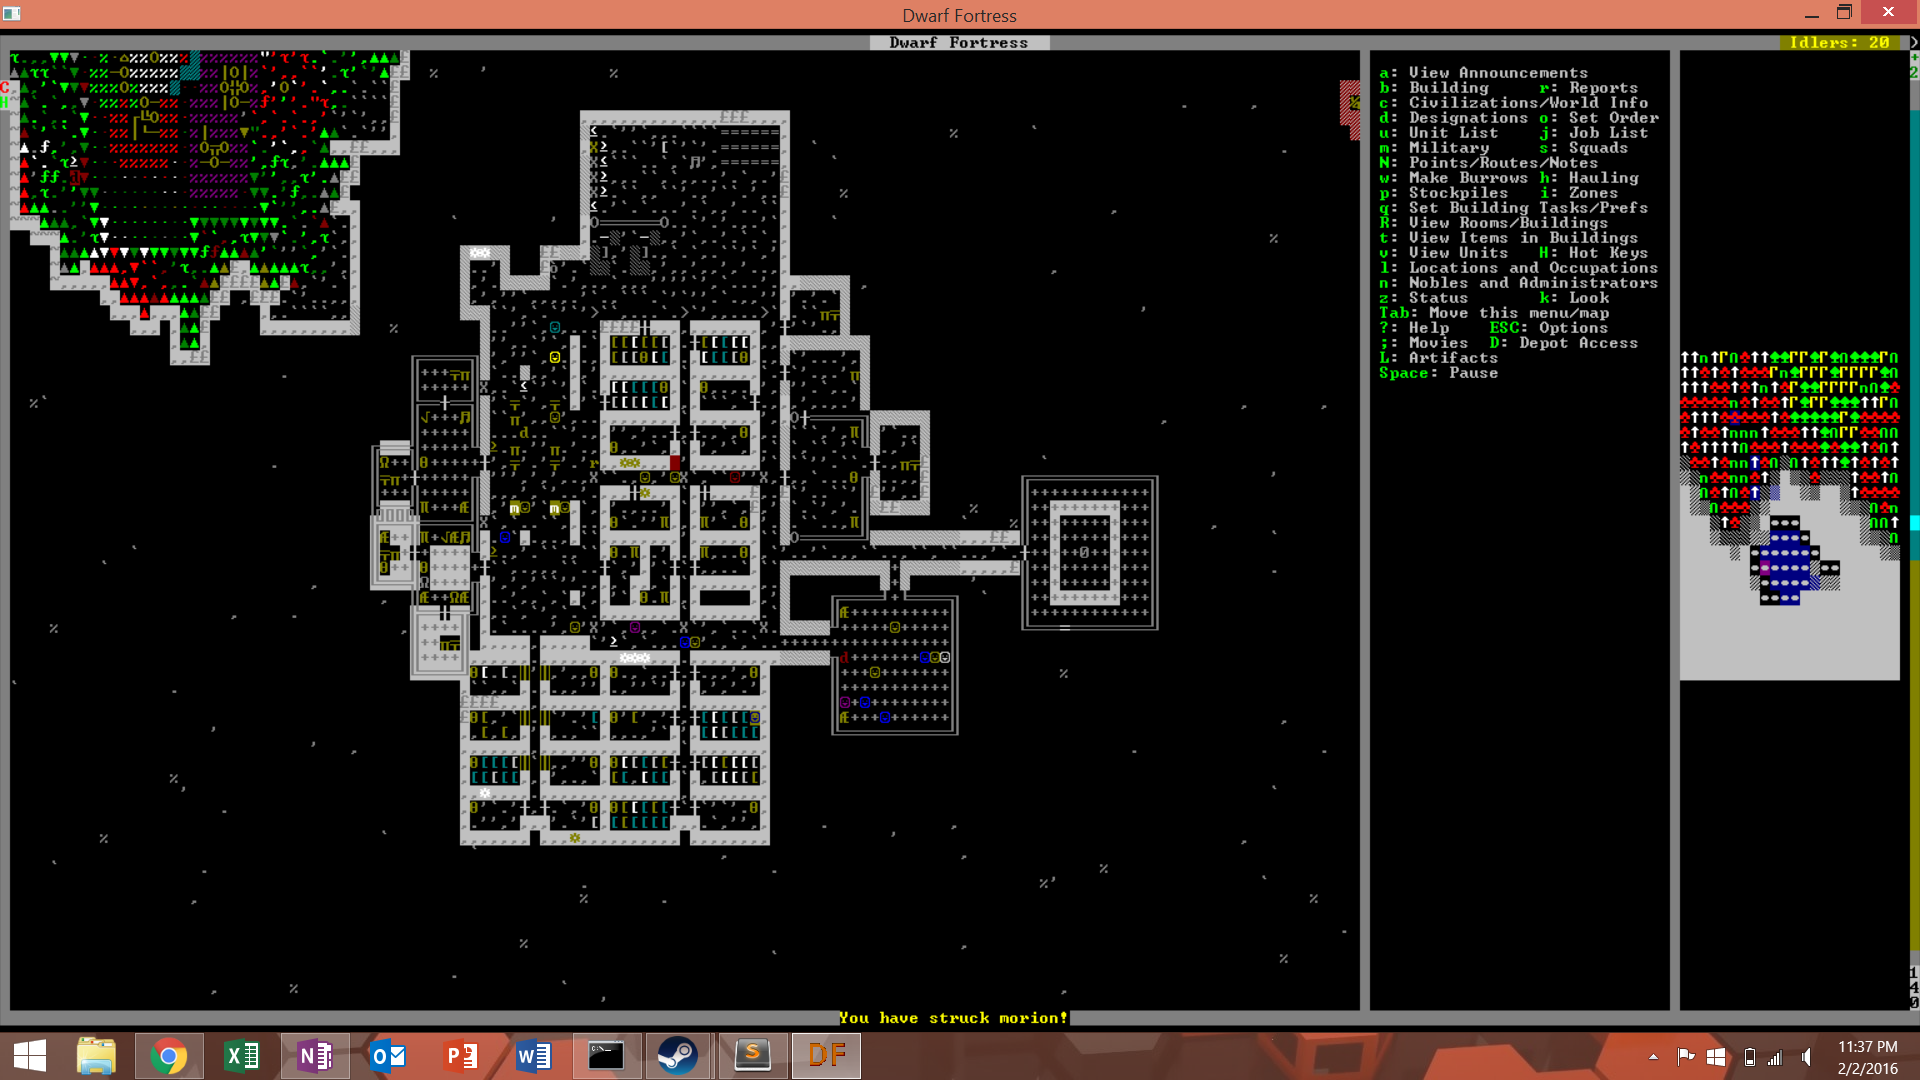 Dwarf Fortress
Dwarf Fortress
Idlers: 20
a: View Announcements
b: Building r: Reports
c: Civilizations/World Info
d: Designations o: Set Order
u: Unit List j: Job List
m: Military s: Squads
N: Points/Routes/Notes
w: Make Burrows h: Hauling
p: Stockpiles i: Zones
q: Set Building Tasks/Prefs
R: View Rooms/Buildings
t: View Items in Buildings
v: View Units H: Hot Keys
l: Locations and Occupations
n: Nobles and Administrators
z: Status k: Look
Tab: Move this menu/map
?: Help ESC: Options
;: Movies D: Depot Access
L: Artifacts
Space: Pause
You have struck morion!
DF
11:37 PM
2/2/2016